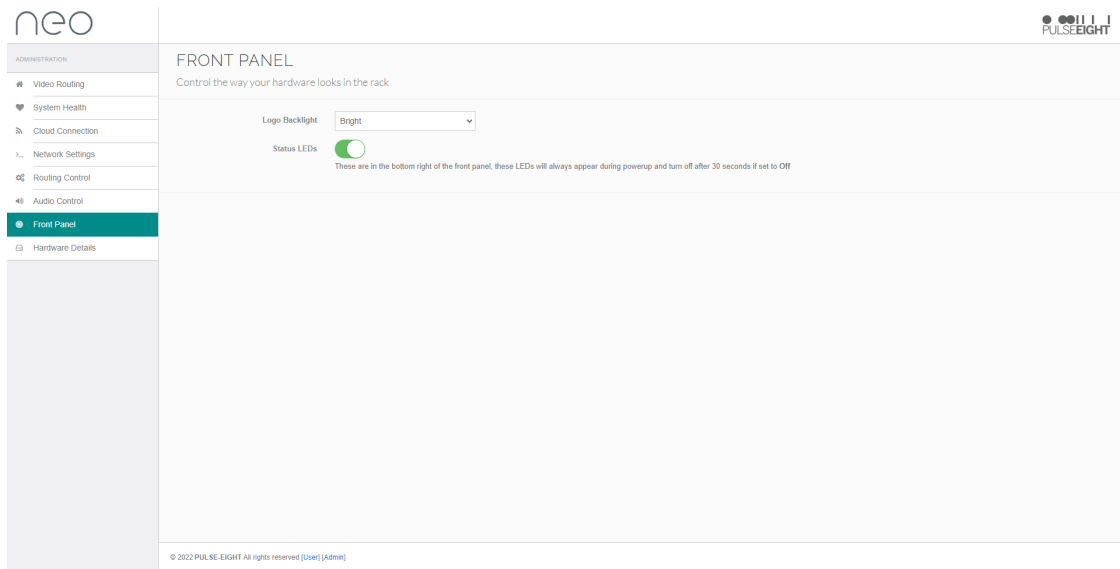 neo
PULSEEIGHT
ADMINISTRATION
Video Routing
System Health
Cloud Connection
Network Settings
Routing Control
Audio Control
Front Panel
Hardware Details
FRONT PANEL
Control the way your hardware looks in the rack
Logo Backlight
Bright
Status LEDs
These are in the bottom right of the front panel, these LEDs will always appear during powerup and turn off after 30 seconds if set to Off
© 2022 PULSE-EIGHT All rights reserved [User] [Admin]